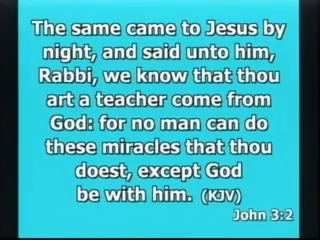 The same came to Jesus by
night, and said unto him,
Rabbi, we know that thou
art a teacher come from
God: for no man can do
these miracles that thou
doest, except God
be with him. (KJV)
John 3:2